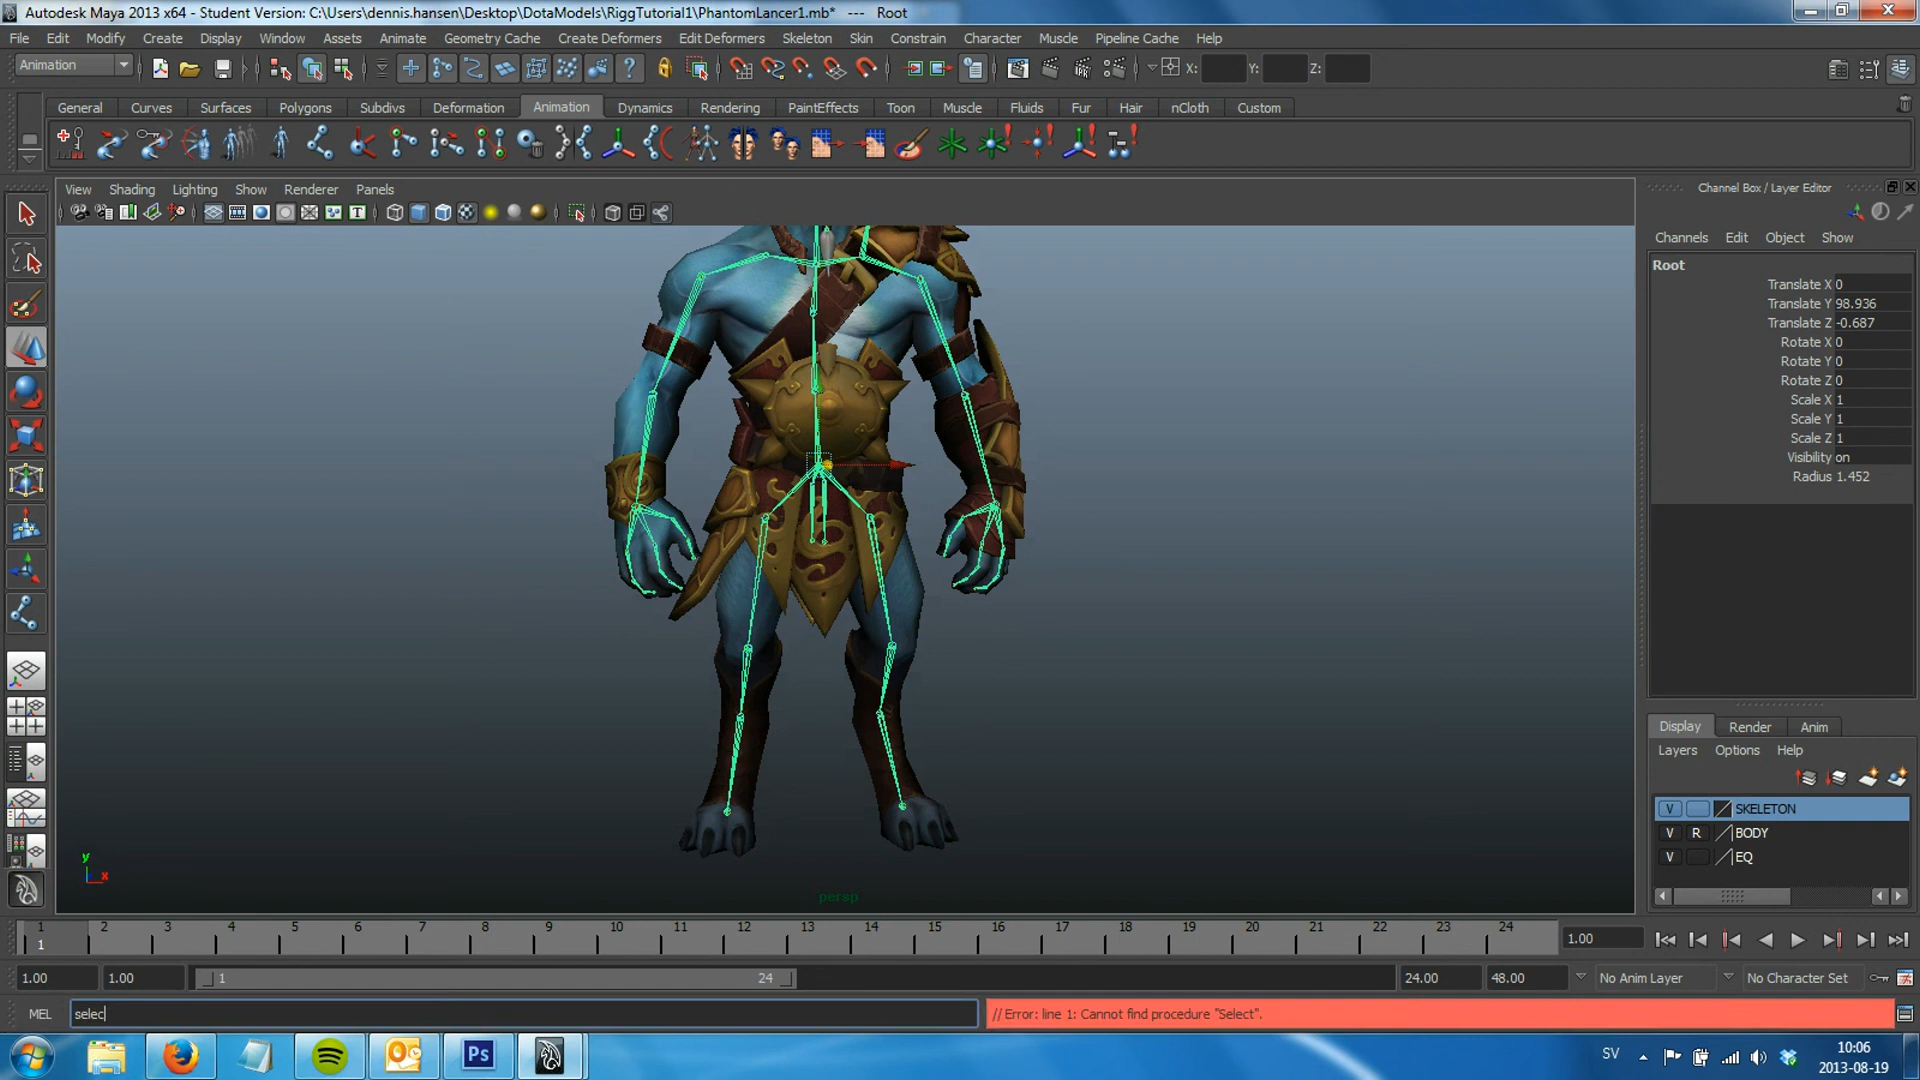 Autodesk Maya 2013 x64 - Student Version: C:\Users\dennis.hansen\Desktop\DotaModels\RiggTutorial1\PhantomLancer1.mb* --- Root
File Edit Modify Create Display Window Assets Animate Geometry Cache Create Deformers Edit Deformers Skeleton Skin Constrain Character Muscle Pipeline Cache Help
Animation X: Y: Z:
General Curves Surfaces Polygons Subdivs Deformation Animation Dynamics Rendering PaintEffects Toon Muscle Fluids Fur Hair nCloth Custom
View Shading Lighting Show Renderer Panels
Channel Box / Layer Editor
Channels Edit Object Show
Root
Translate X 0
Translate Y 98.936
Translate Z -0.687
Rotate X 0
Rotate Y 0
Rotate Z 0
Scale X 1
Scale Y 1
Scale Z 1
Visibility on
Radius 1.452
Display Render Anim
Layers Options Help
V SKELETON
V R BODY
V EQ
y
x
persp
1 2 3 4 5 6 7 8 9 10 11 12 13 14 15 16 17 18 19 20 21 22 23 24
1
1.00
1.00 1.00 1 24 24.00 48.00 No Anim Layer No Character Set
MEL selec
// Error: line 1: Cannot find procedure "Select".
Ps
SV
10:06
2013-08-19